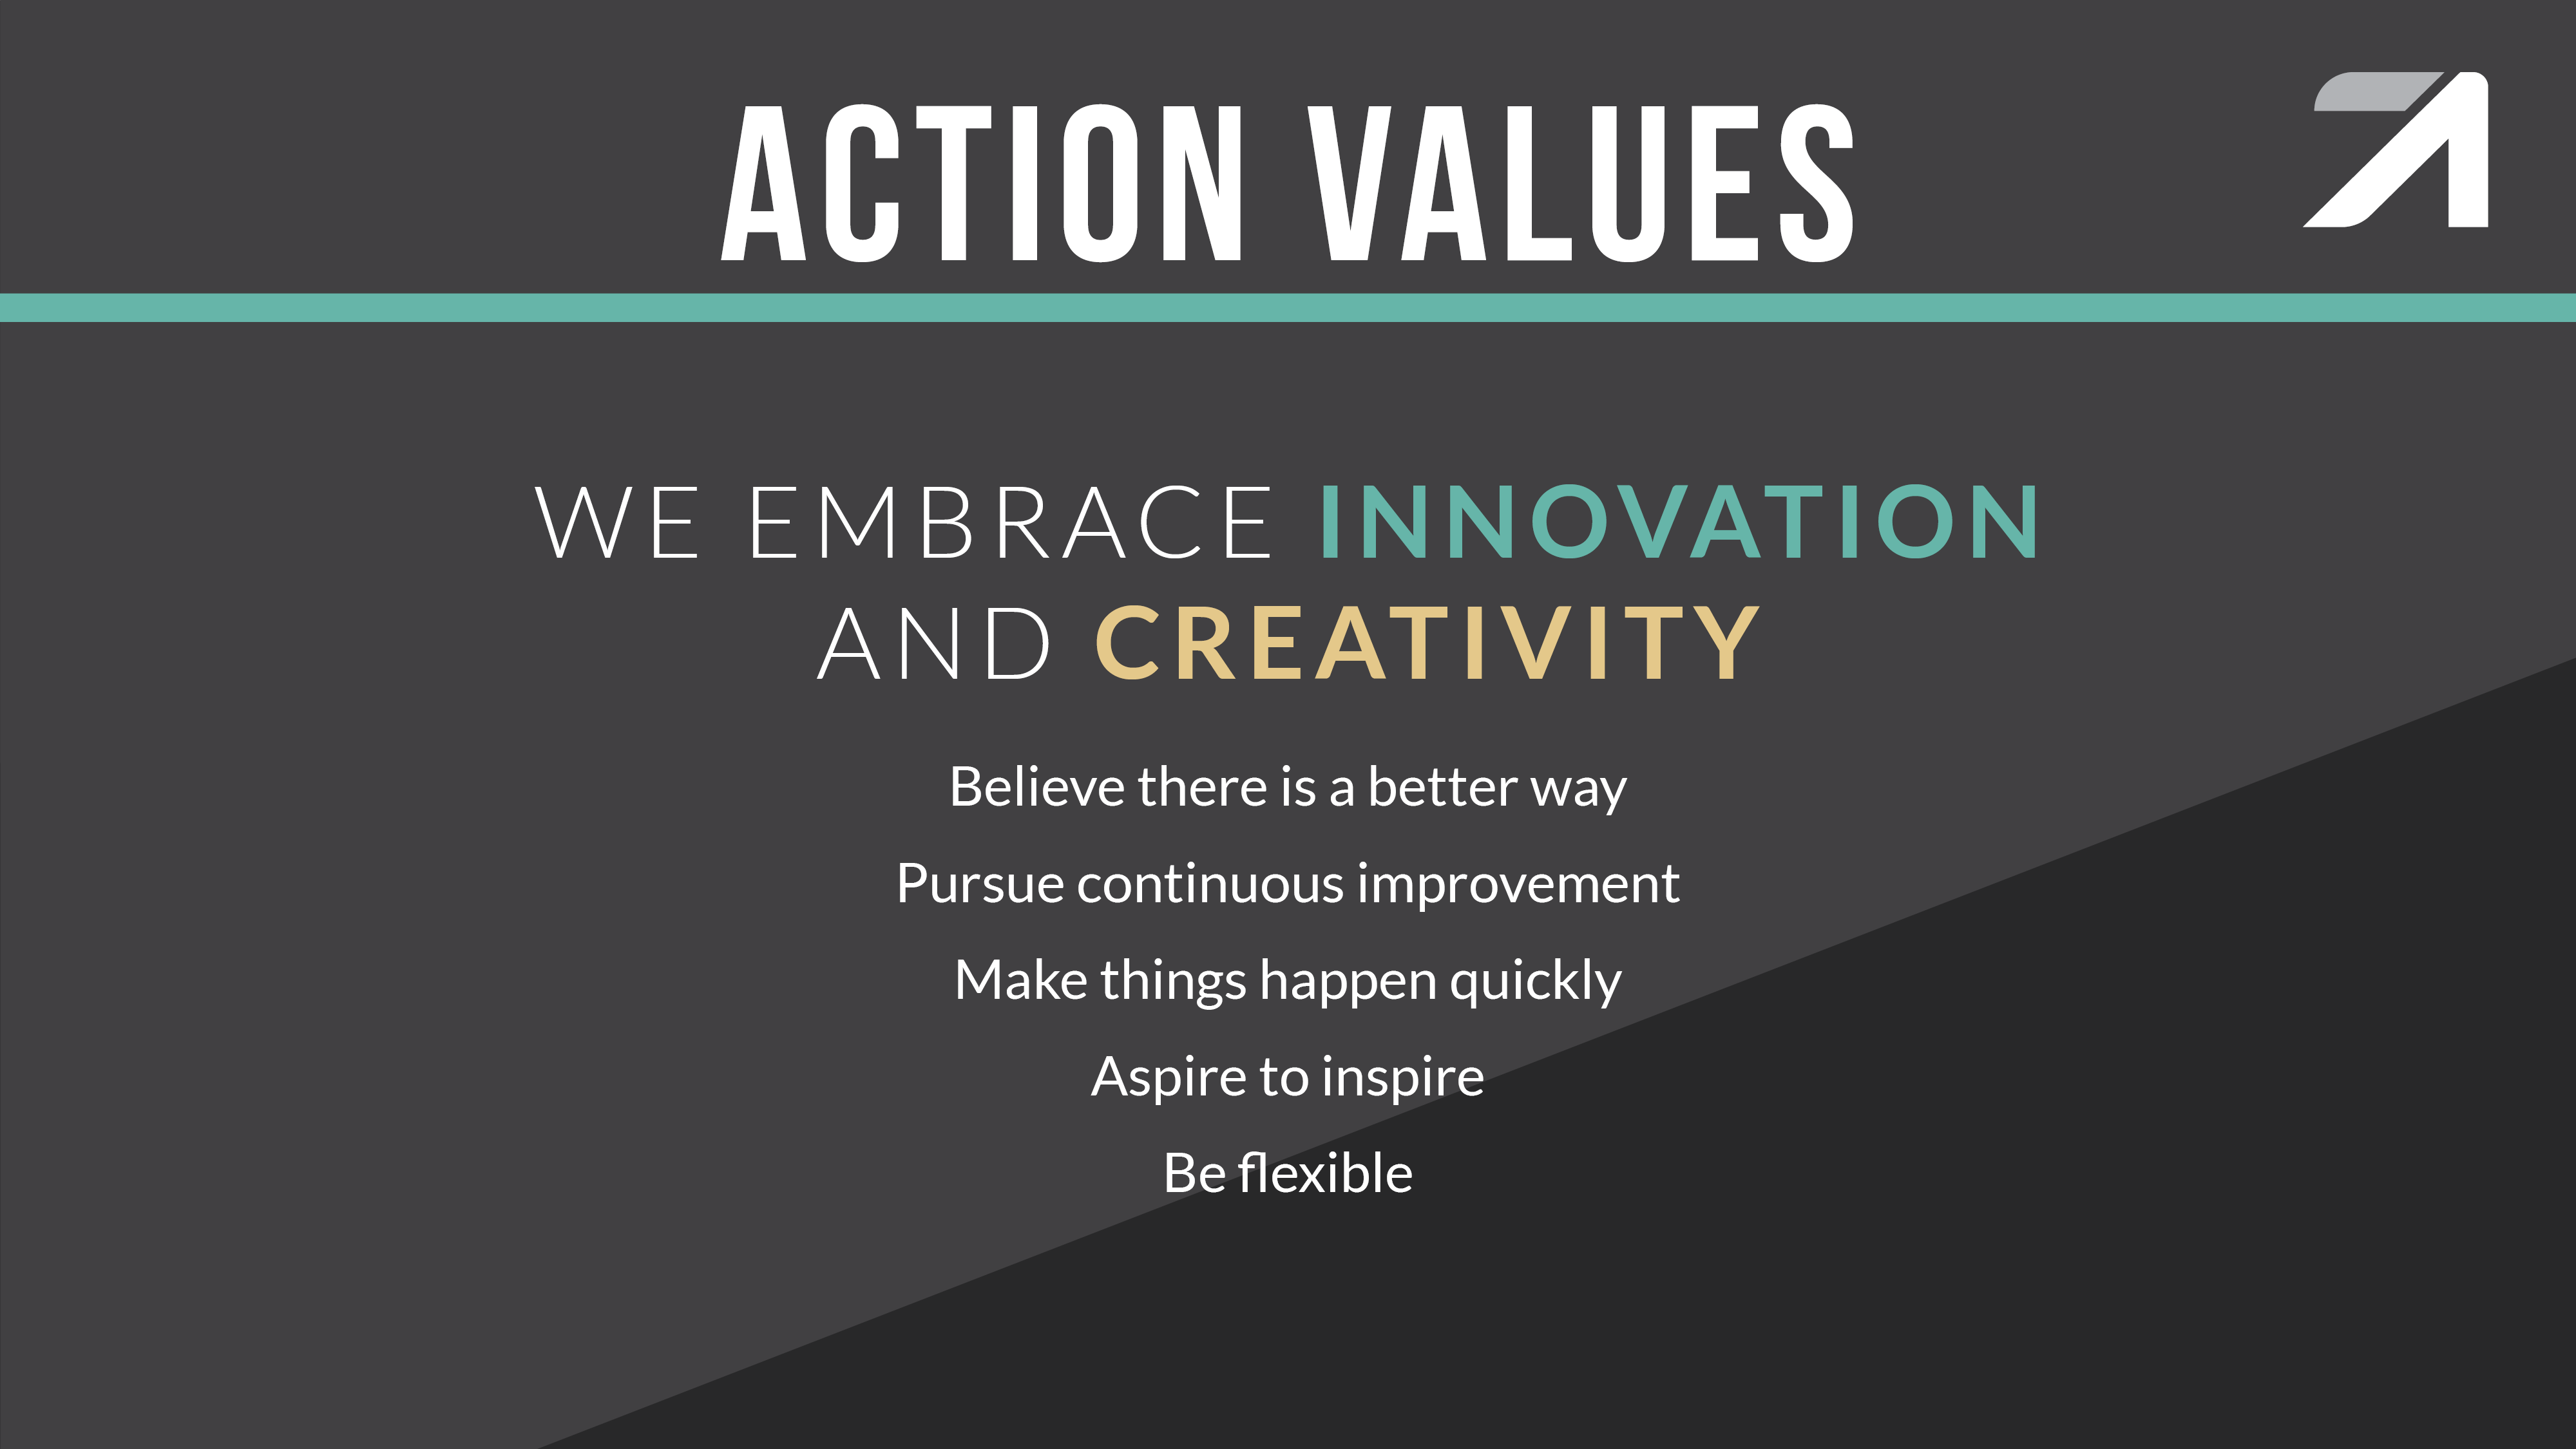 ACTION VALUES
WE EMBRACE INNOVATION
AND CREATIVITY
Believe there is a better way
Pursue continuous improvement
Make things happen quickly
Aspire to inspire
Be flexible